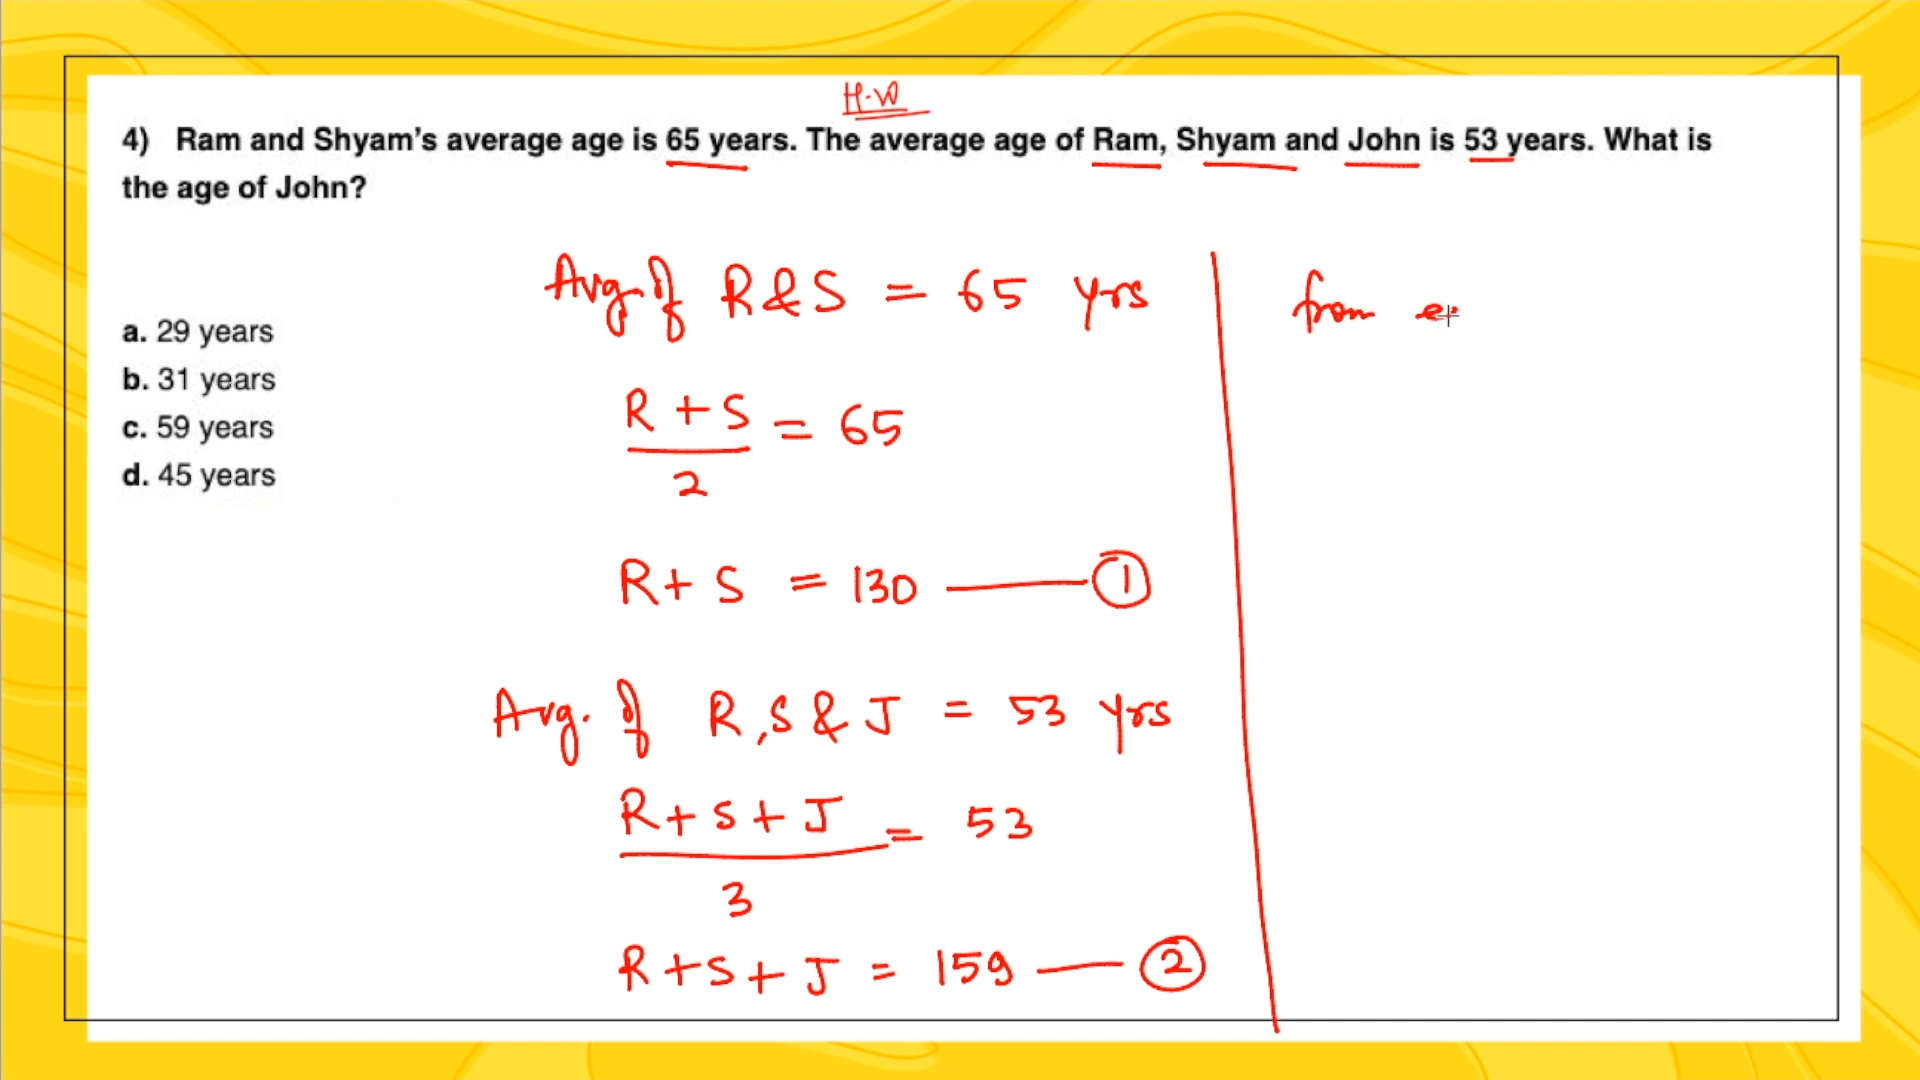 H.W
4) Ram and Shyam's average age is 65 years. The average age of Ram, Shyam and John is 53 years. What is
the age of John?
a. 29 years
b. 31 years
c. 59 years
d. 45 years
Avg. of R & S = 65 yrs
R + S
2
= 65
R + S = 130 — 1
Avg. of R, S & J = 53 yrs
R + S + J
3
= 53
R + S + J = 159 — 2
from